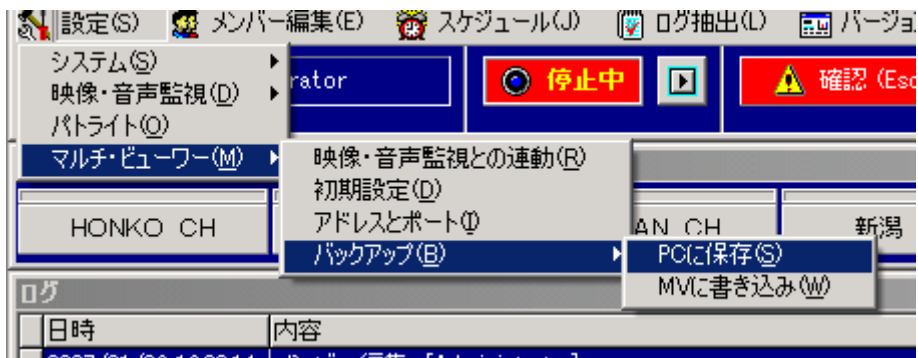 設定(S) メンバー編集(E) スケジュール(J) ログ抽出(L) バージョ
システム(S)
映像・音声監視(D)
パトライト(O)
マルチ・ビューワー(M)
rator
停止中
確認 (Esc
映像・音声監視との連動(R)
初期設定(D)
アドレスとポート(I)
バックアップ(B)
PCに保存(S)
MVに書き込み(W)
HONKO CH
AN CH
新潟
ログ
日時 内容